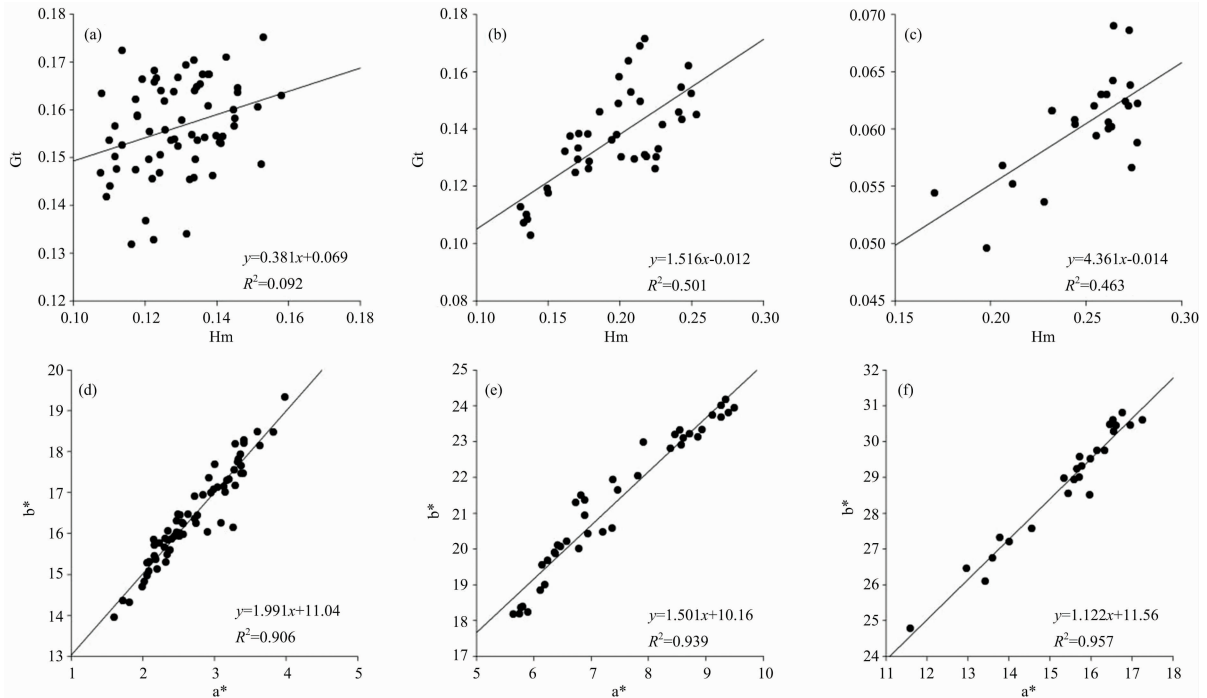 (a)
0.18
0.17
0.16
0.15
0.14
0.13
0.12
Gt
y=0.381x+0.069
R²=0.092
0.10 0.12 0.14 0.16 0.18
Hm
(b)
0.18
0.16
0.14
0.12
0.10
0.08
Gt
y=1.516x-0.012
R²=0.501
0.10 0.15 0.20 0.25 0.30
Hm
(c)
0.070
0.065
0.060
0.055
0.050
0.045
Gt
y=4.361x-0.014
R²=0.463
0.15 0.20 0.25 0.30
Hm
(d)
20
19
18
17
16
15
14
13
b*
y=1.991x+11.04
R²=0.906
1 2 3 4 5
a*
(e)
25
24
23
22
21
20
19
18
17
b*
y=1.501x+10.16
R²=0.939
5 6 7 8 9 10
a*
(f)
32
31
30
29
28
27
26
25
24
b*
y=1.122x+11.56
R²=0.957
11 12 13 14 15 16 17 18
a*